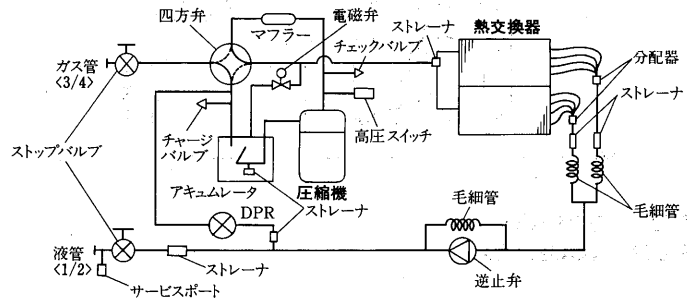 四方弁
マフラー
電磁弁
チェックバルブ
ストレーナ
熱交換器
分配器
ストレーナ
ガス管
<3/4>
チャージ
バルブ
高圧スイッチ
ストップバルブ
アキュムレータ
圧縮機
ストレーナ
DPR
毛細管
毛細管
液管
<1/2>
ストレーナ
サービスポート
逆止弁